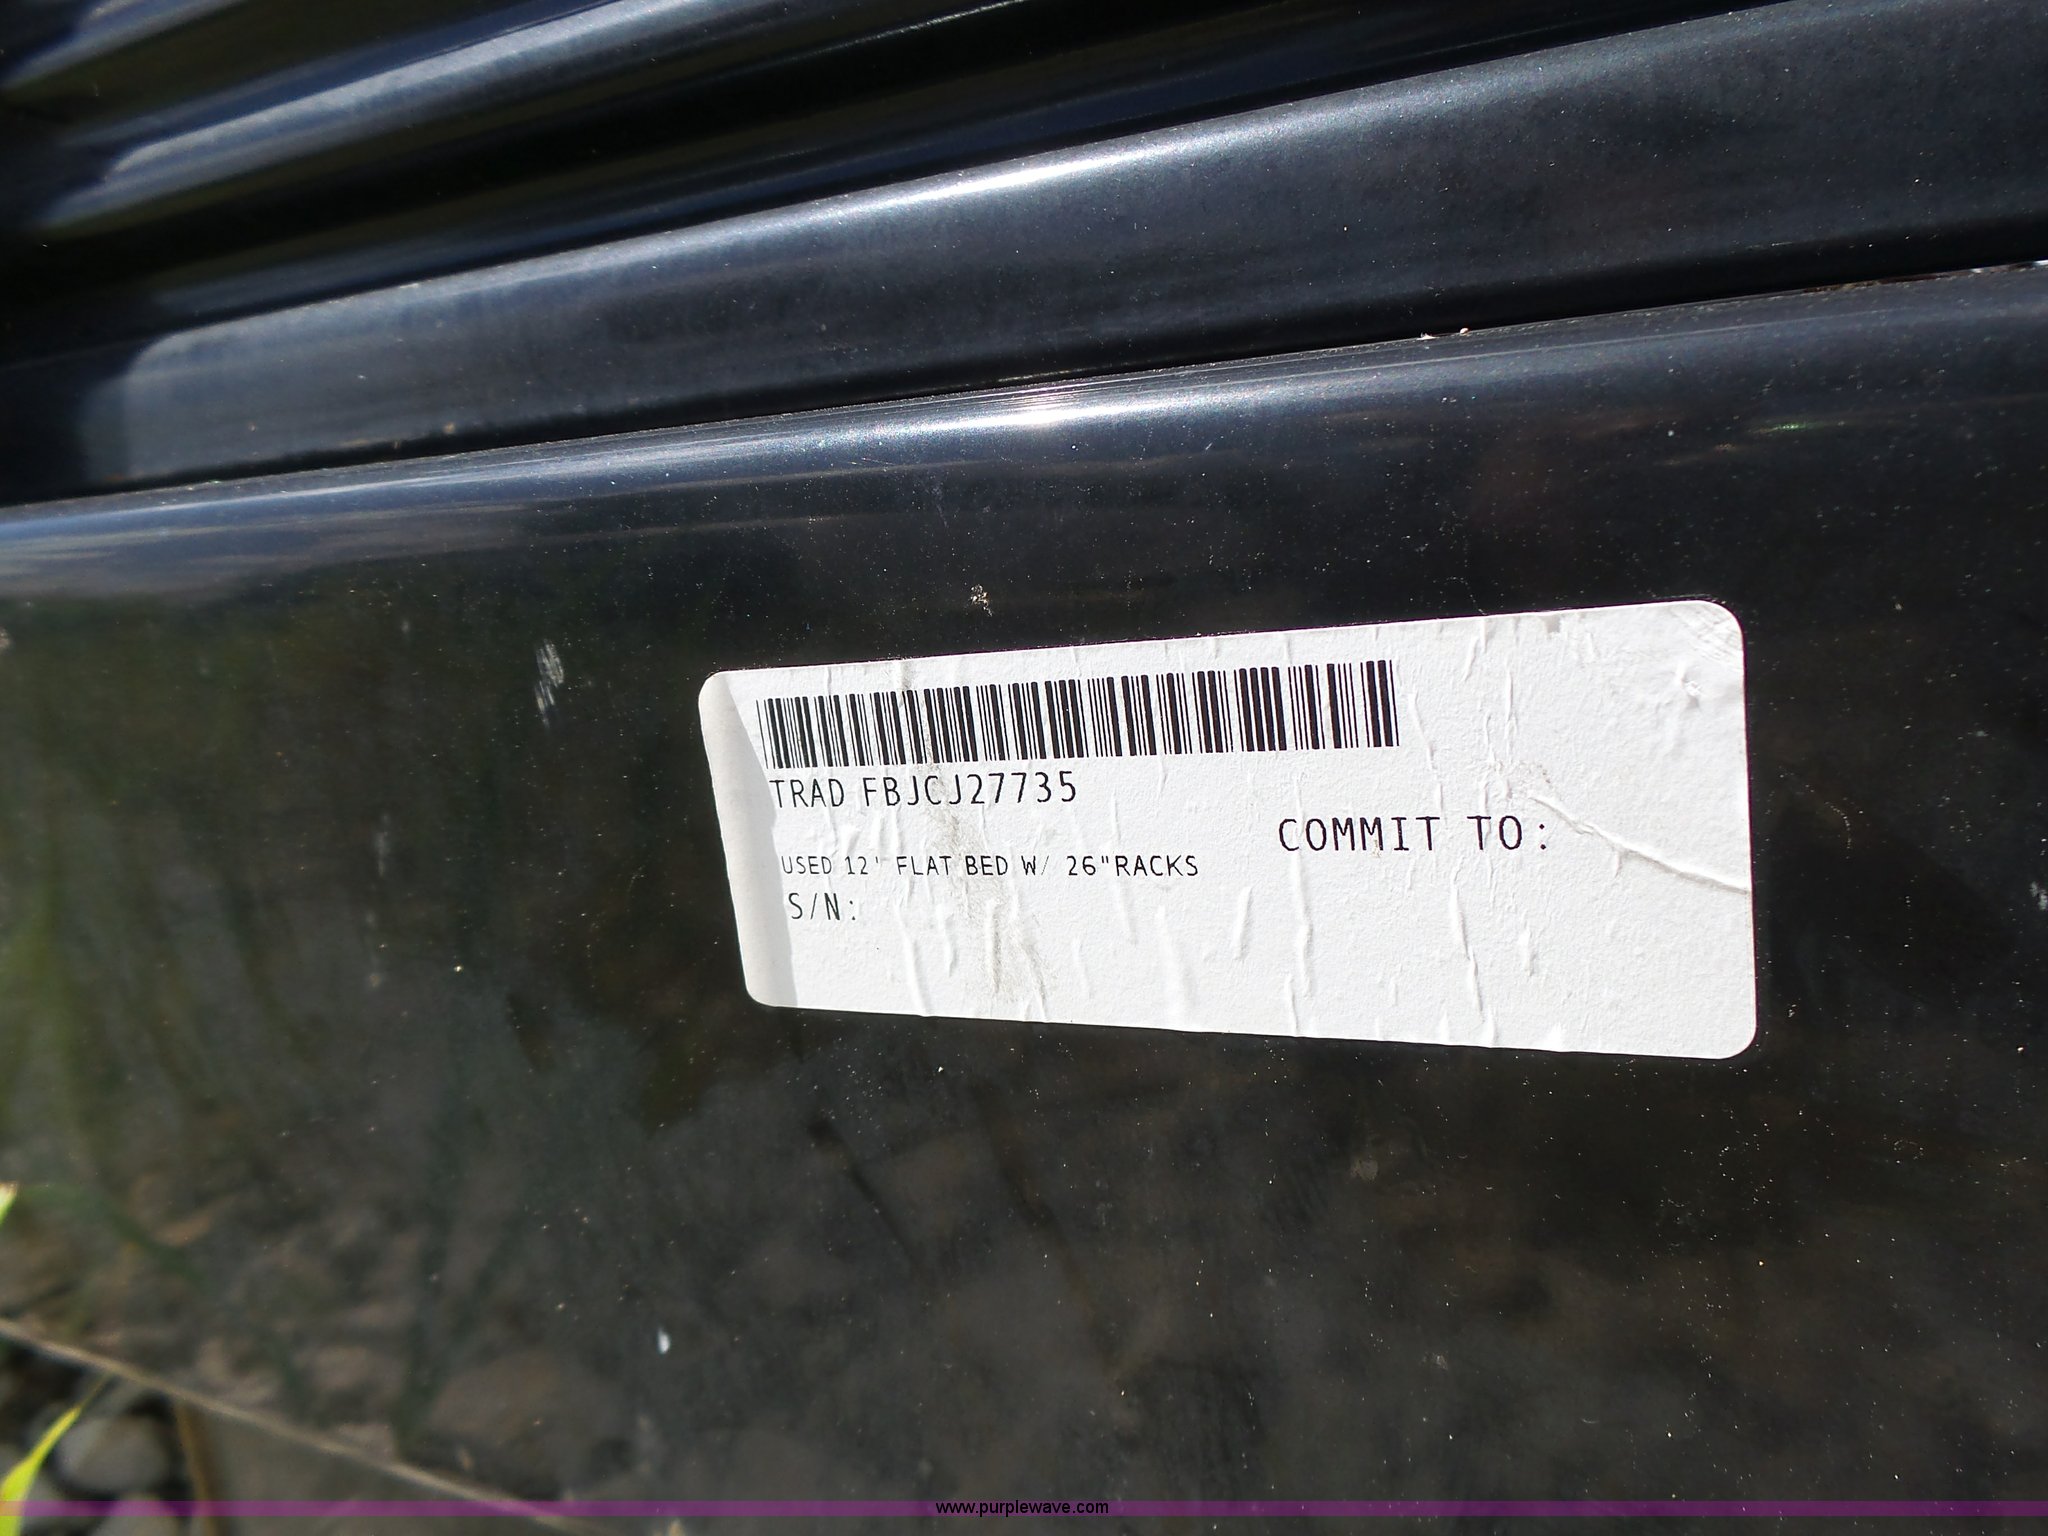 TRAD FBJCJ27735
COMMIT TO:
USED 12' FLAT BED W/ 26"RACKS
S/N:
www.purplewave.com